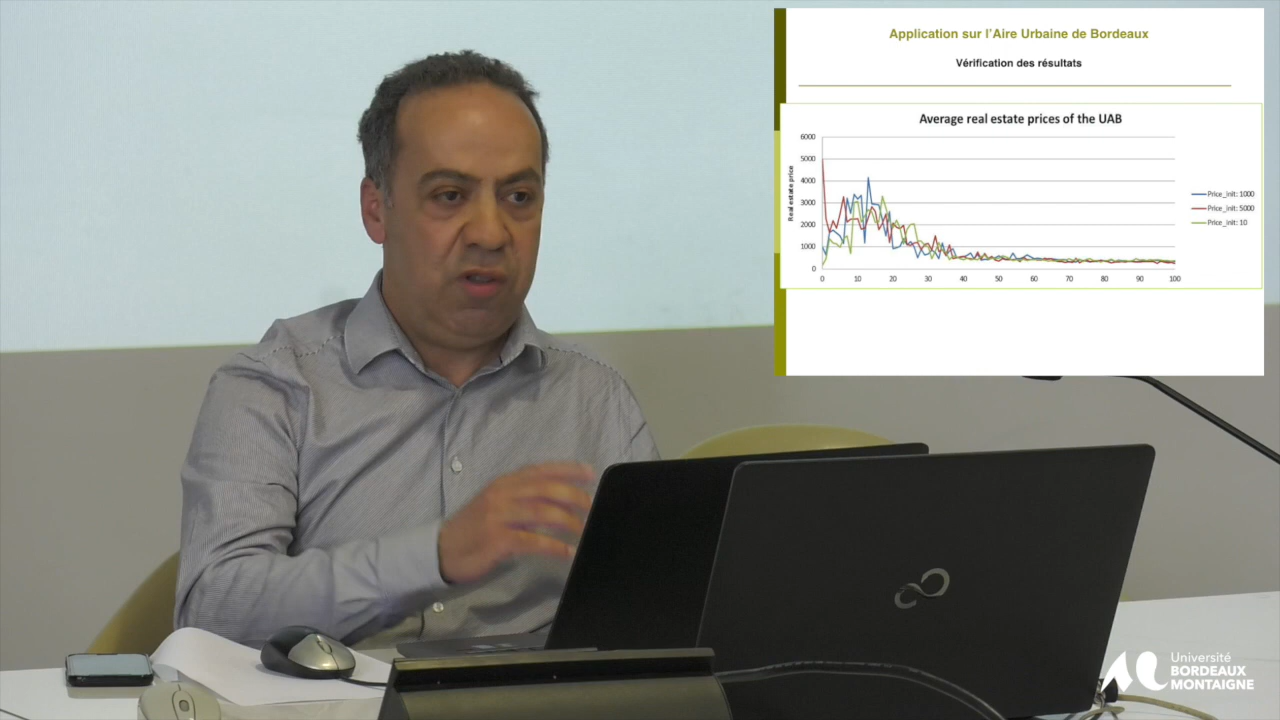 Application sur l'Aire Urbaine de Bordeaux
Vérification des résultats
Average real estate prices of the UAB
Real estate price
6000
5000
4000
3000
2000
1000
0
0 10 20 30 40 50 60 70 80 90 100
Price_init: 1000
Price_init: 5000
Price_init: 10
Université
BORDEAUX
MONTAIGNE